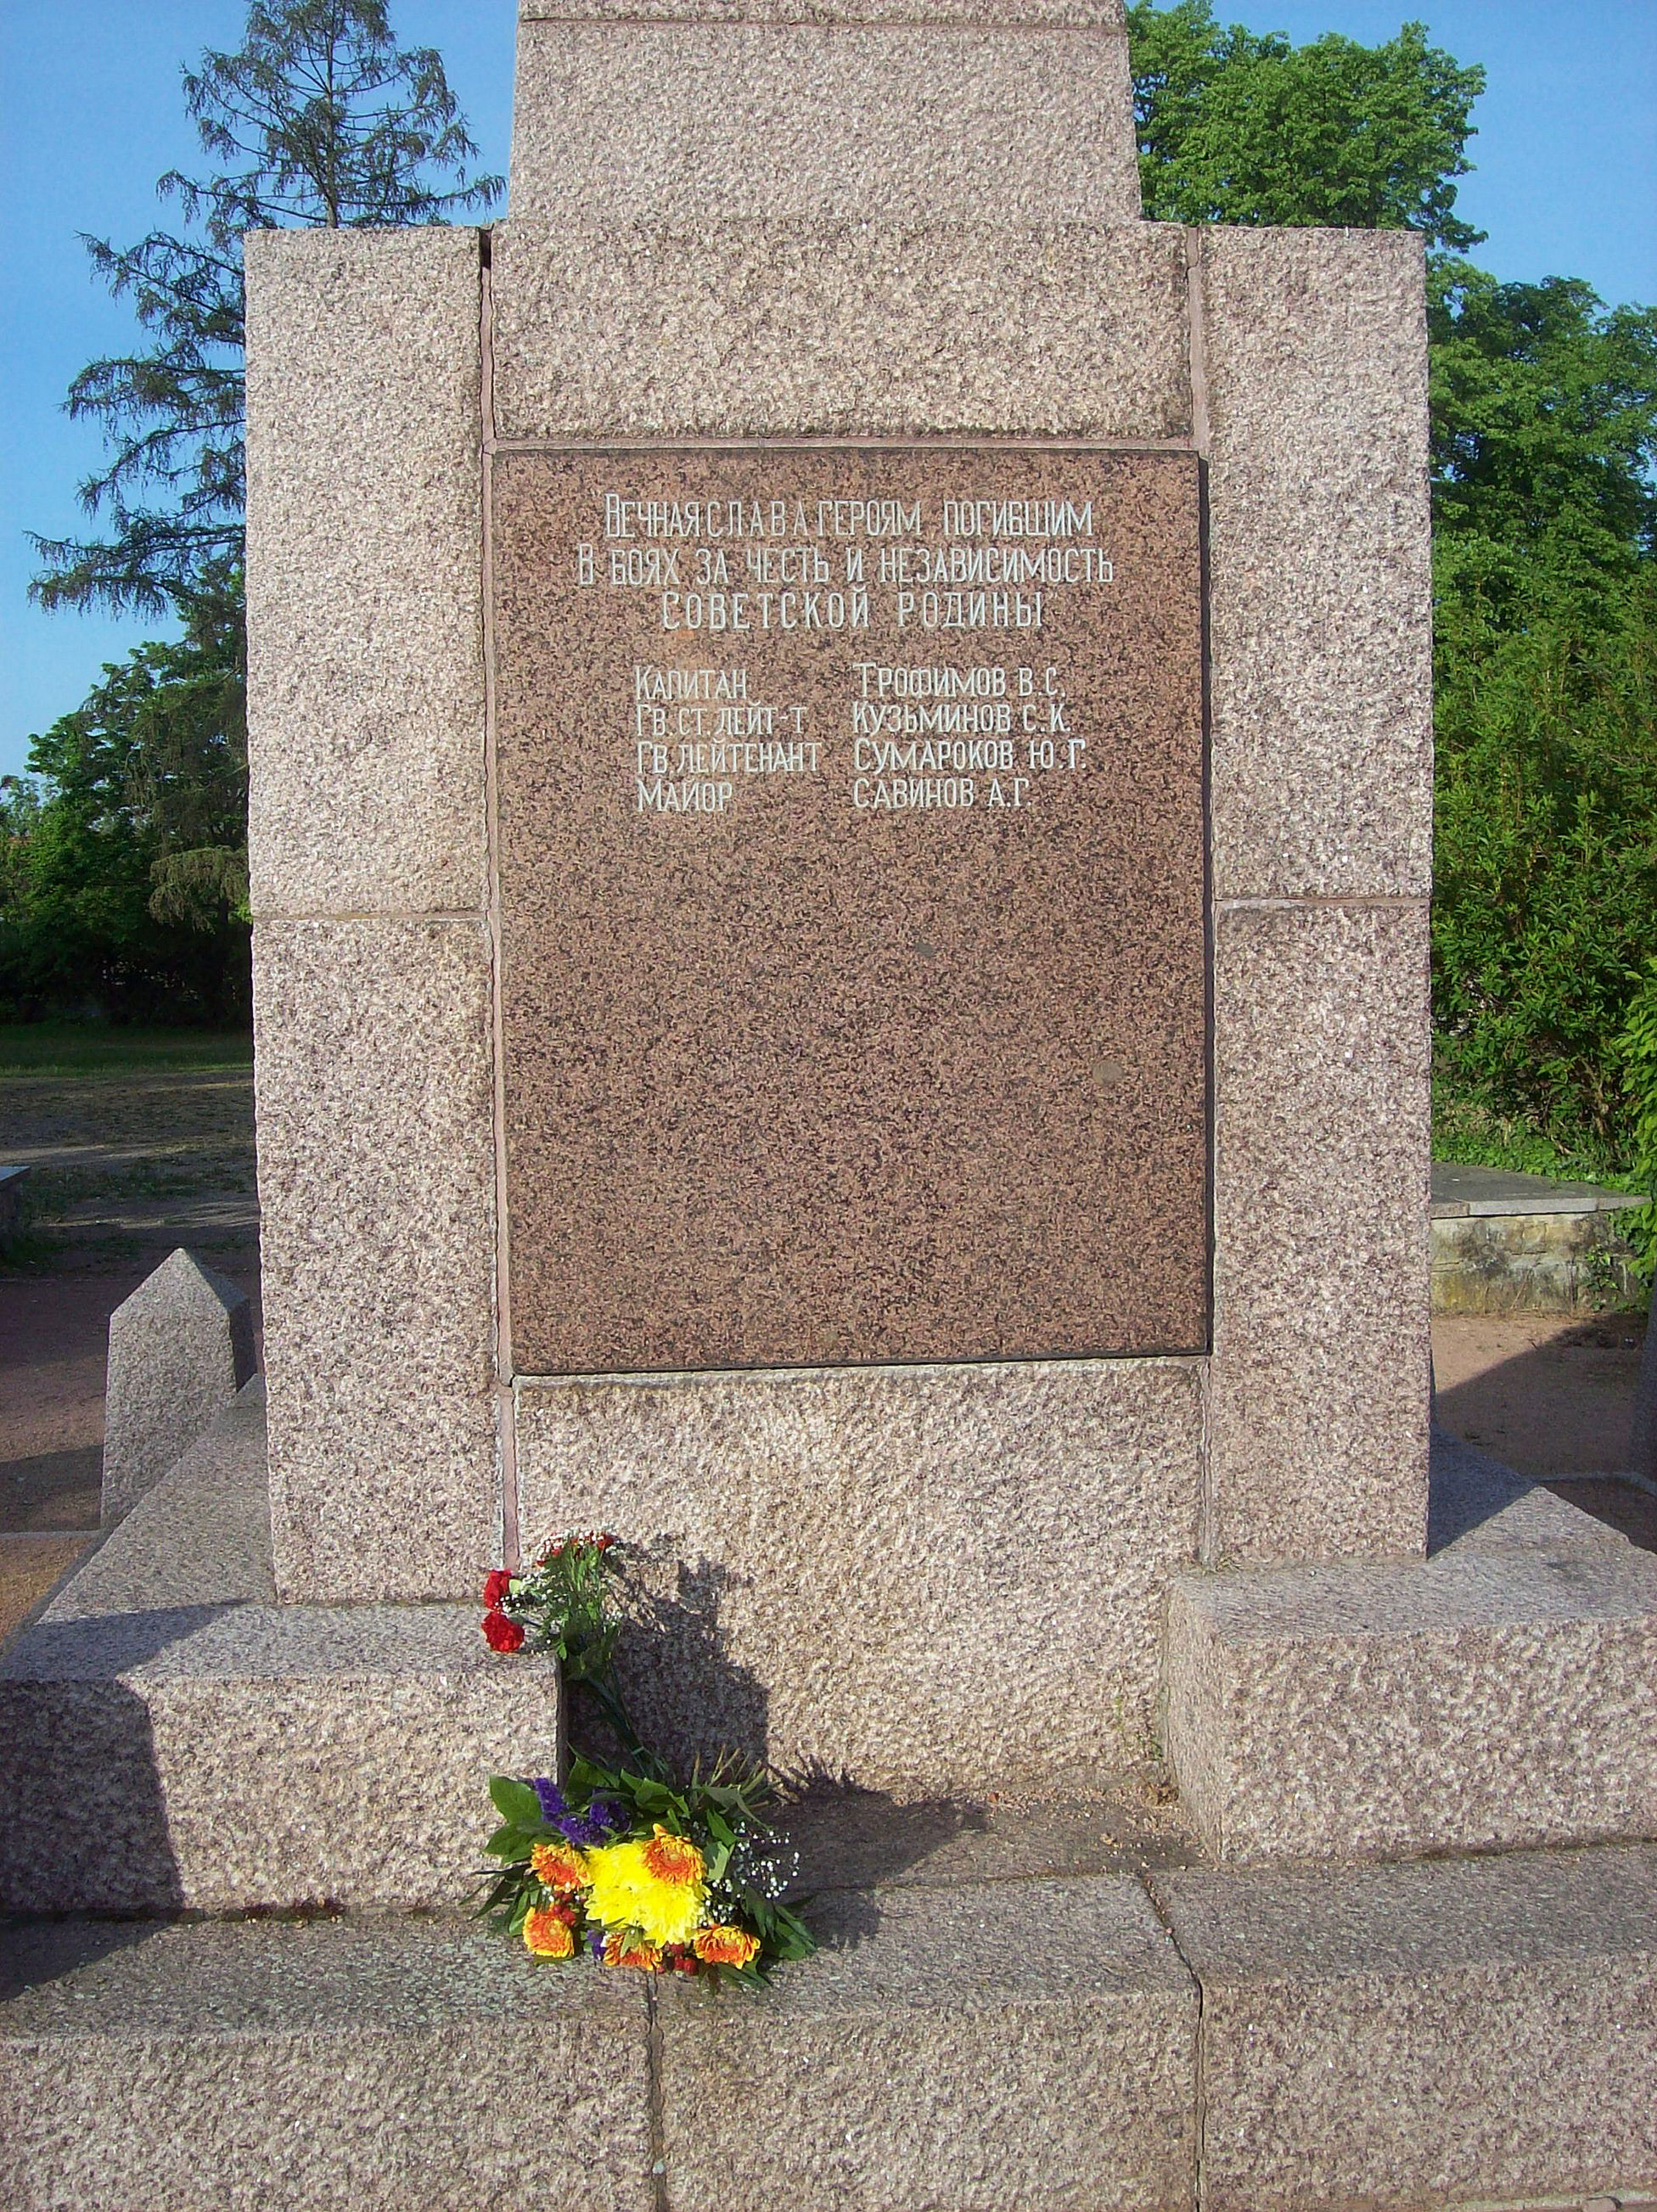 Вечная слава героям погибшим
В боях за честь и независимость
Советской родины
Капитан Трофимов В.С.
Гв.ст.лейт-т Кузьминов С.К.
Гв.лейтенант Сумароков Ю.Г.
Майор Савинов А.Г.